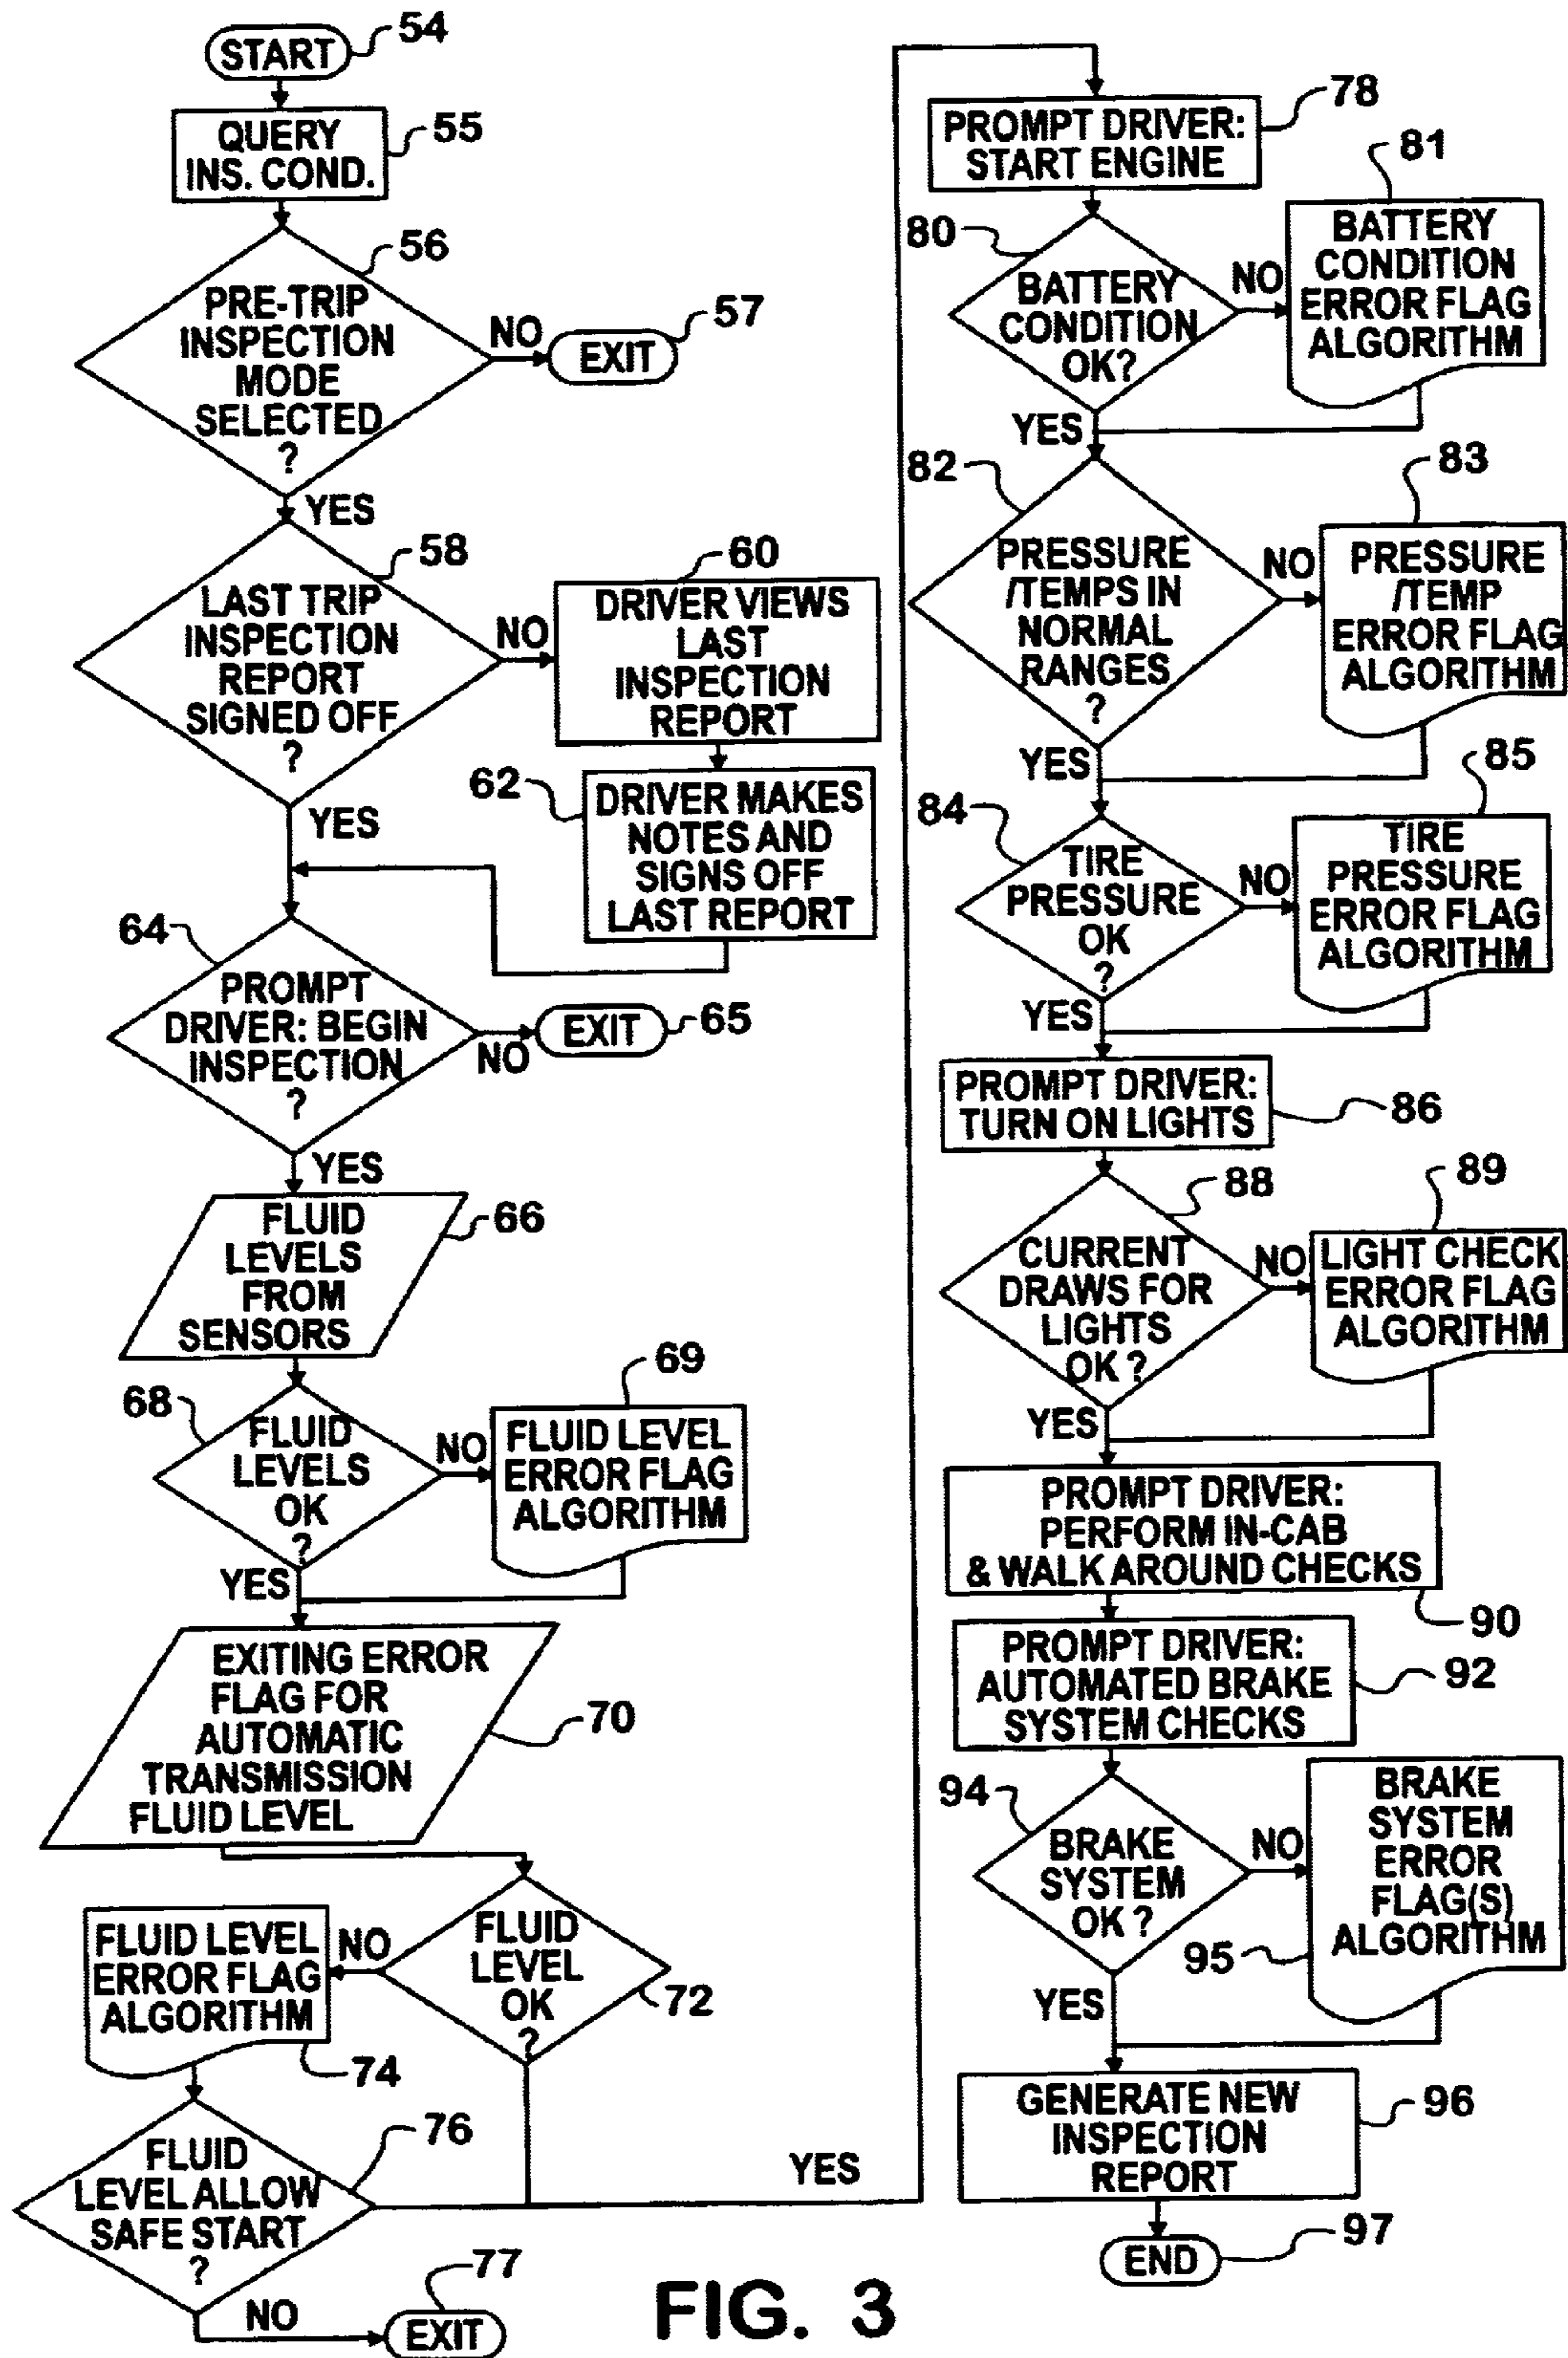 START
54
QUERY
INS. COND.
55
56
PRE-TRIP
INSPECTION
MODE
SELECTED
?
NO
EXIT
57
YES
58
LAST TRIP
INSPECTION
REPORT
SIGNED OFF
?
NO
60
DRIVER VIEWS
LAST
INSPECTION
REPORT
62
DRIVER MAKES
NOTES AND
SIGNS OFF
LAST REPORT
YES
64
PROMPT
DRIVER: BEGIN
INSPECTION
?
NO
EXIT
65
YES
FLUID
LEVELS
FROM
SENSORS
66
68
FLUID
LEVELS
OK
?
NO
69
FLUID LEVEL
ERROR FLAG
ALGORITHM
YES
EXITING ERROR
FLAG FOR
AUTOMATIC
TRANSMISSION
FLUID LEVEL
70
FLUID
LEVEL
OK
?
72
NO
FLUID LEVEL
ERROR FLAG
ALGORITHM
74
76
FLUID
LEVEL ALLOW
SAFE START
?
YES
NO
77
EXIT
PROMPT DRIVER:
START ENGINE
78
80
BATTERY
CONDITION
OK?
NO
81
BATTERY
CONDITION
ERROR FLAG
ALGORITHM
YES
82
PRESSURE
/TEMPS IN
NORMAL
RANGES
?
NO
83
PRESSURE
/TEMP
ERROR FLAG
ALGORITHM
YES
84
TIRE
PRESSURE
OK
?
NO
85
TIRE
PRESSURE
ERROR FLAG
ALGORITHM
YES
PROMPT DRIVER:
TURN ON LIGHTS
86
88
CURRENT
DRAWS FOR
LIGHTS
OK ?
NO
89
LIGHT CHECK
ERROR FLAG
ALGORITHM
YES
PROMPT DRIVER:
PERFORM IN-CAB
& WALK AROUND CHECKS
90
PROMPT DRIVER:
AUTOMATED BRAKE
SYSTEM CHECKS
92
94
BRAKE
SYSTEM
OK ?
NO
BRAKE
SYSTEM
ERROR
FLAG(S)
ALGORITHM
95
YES
GENERATE NEW
INSPECTION
REPORT
96
END
97
FIG. 3